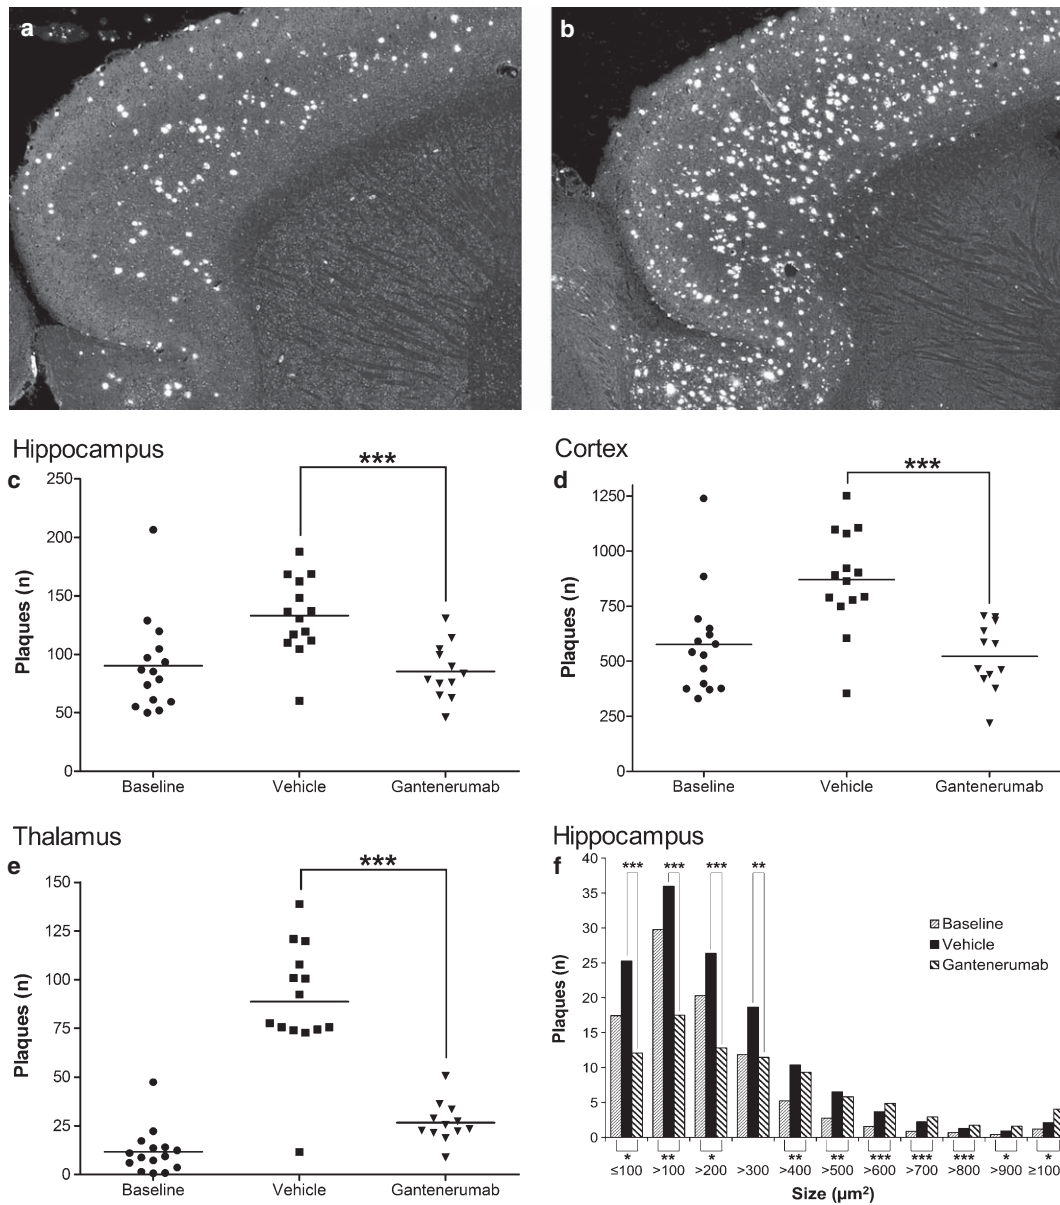 a
b
Hippocampus
c
***
250
200
150
100
50
0
Plaques (n)
Baseline
Vehicle
Gantenerumab
Cortex
d
***
1250
1000
750
500
250
0
Plaques (n)
Baseline
Vehicle
Gantenerumab
Thalamus
e
***
150
125
100
75
50
25
0
Plaques (n)
Baseline
Vehicle
Gantenerumab
Hippocampus
f
*** *** *** **
40
35
30
25
20
15
10
5
0
Plaques (n)
Baseline
Vehicle
Gantenerumab
* ** * ** ** *** *** *** * *
≤100 >100 >200 >300 >400 >500 >600 >700 >800 >900 ≥100
Size (µm²)